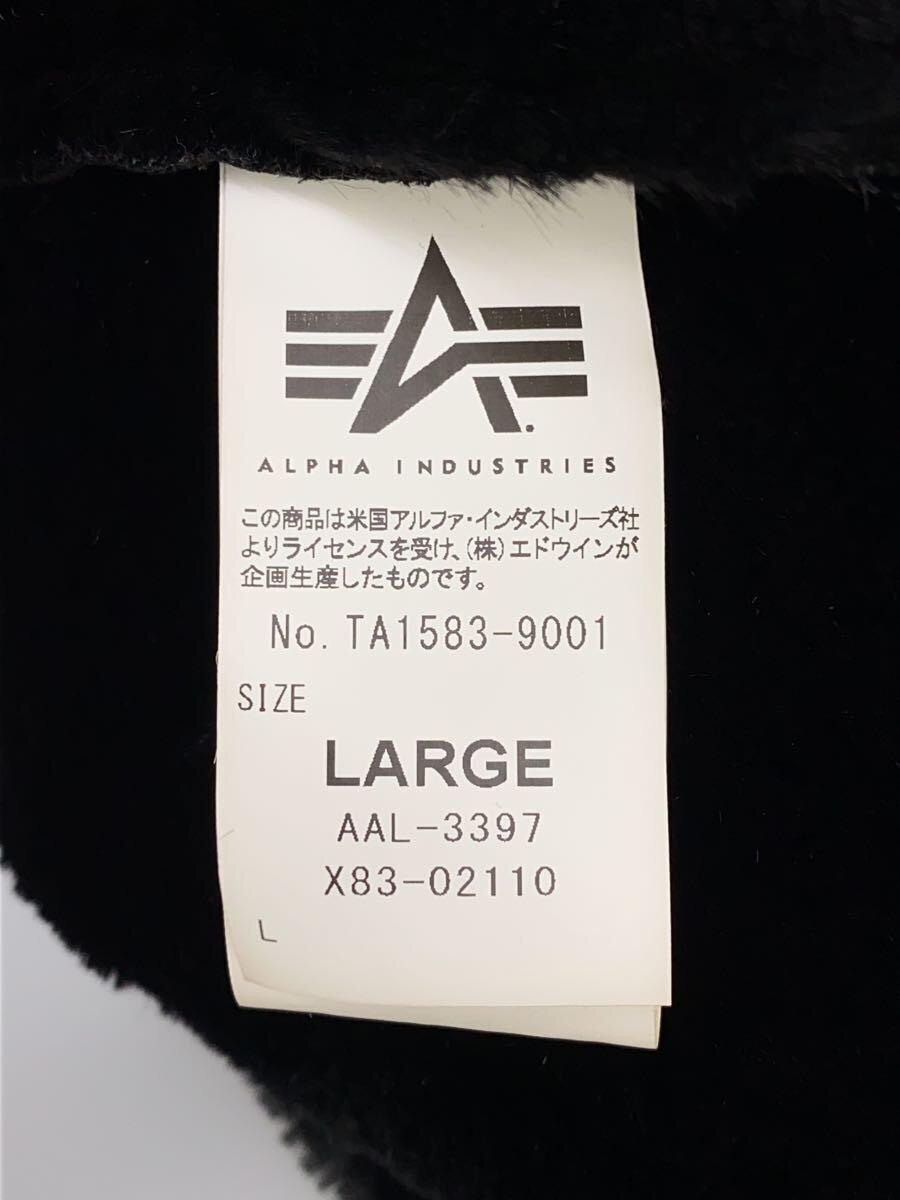 ALPHA INDUSTRIES
この商品は米国アルファ・インダストリーズ社
よりライセンスを受け、(株)エドウインが
企画生産したものです。
No. TA1583-9001
SIZE
LARGE
AAL-3397
X83-02110
L